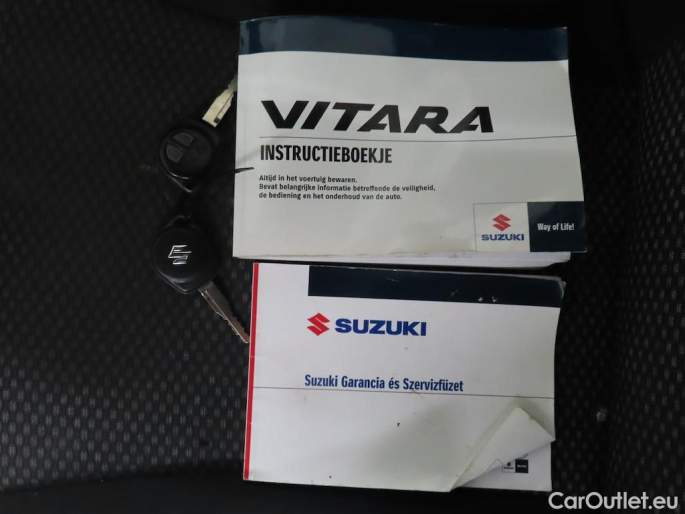 VITARA
INSTRUCTIEBOEKJE
Altijd in het voertuig bewaren.
Bevat belangrijke informatie betreffende de veiligheid,
de bediening en het onderhoud van de auto.
SUZUKI
Way of Life!
SUZUKI
Suzuki Garancia és Szervizfüzet
CarOutlet.eu